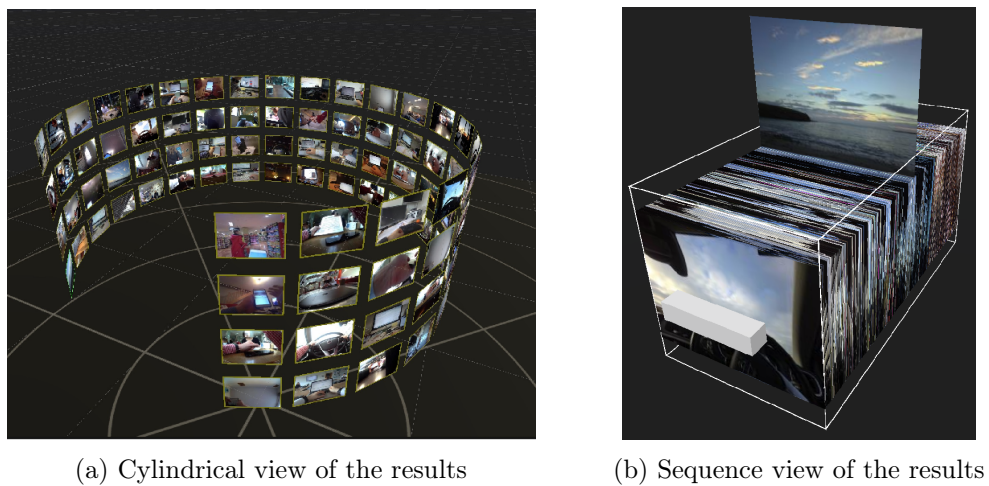 (a) Cylindrical view of the results
(b) Sequence view of the results